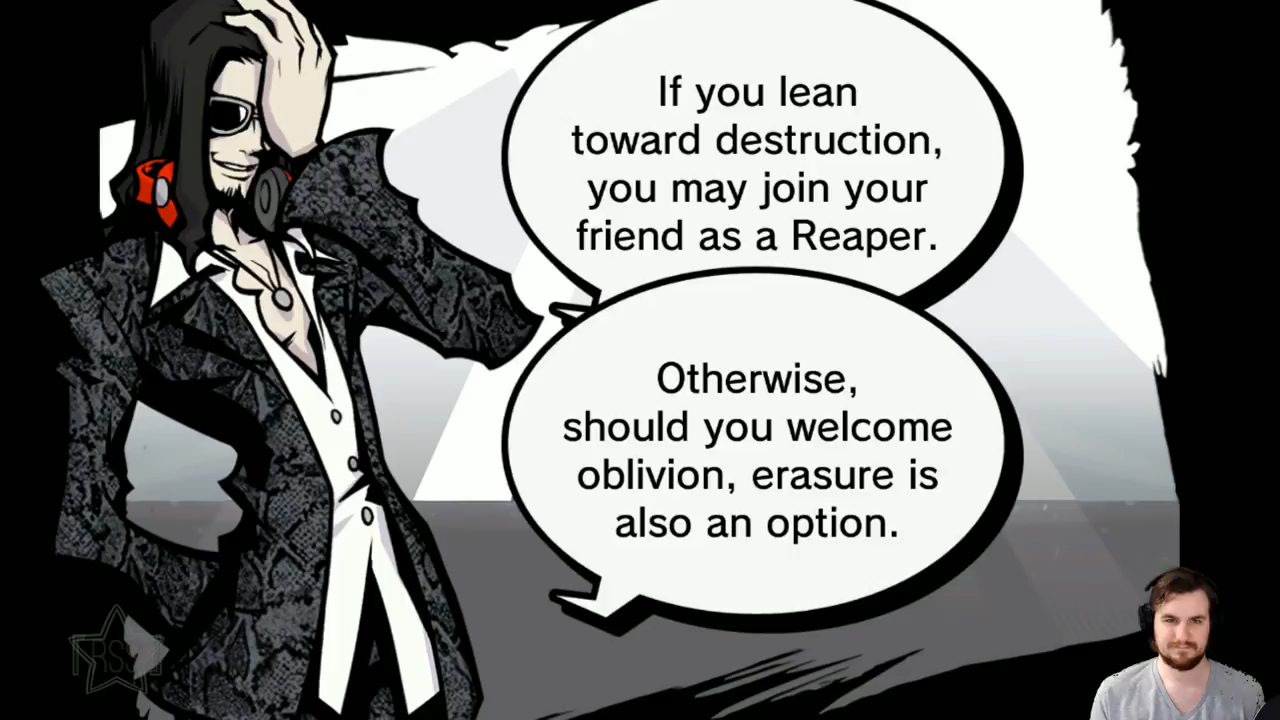 If you lean
toward destruction,
you may join your
friend as a Reaper.
Otherwise,
should you welcome
oblivion, erasure is
also an option.